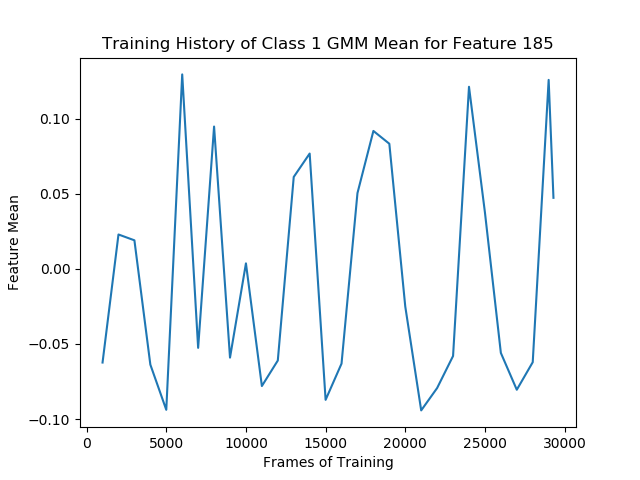 Training History of Class 1 GMM Mean for Feature 185
0.10
0.05
0.00
−0.05
−0.10
Feature Mean
0 5000 10000 15000 20000 25000 30000
Frames of Training